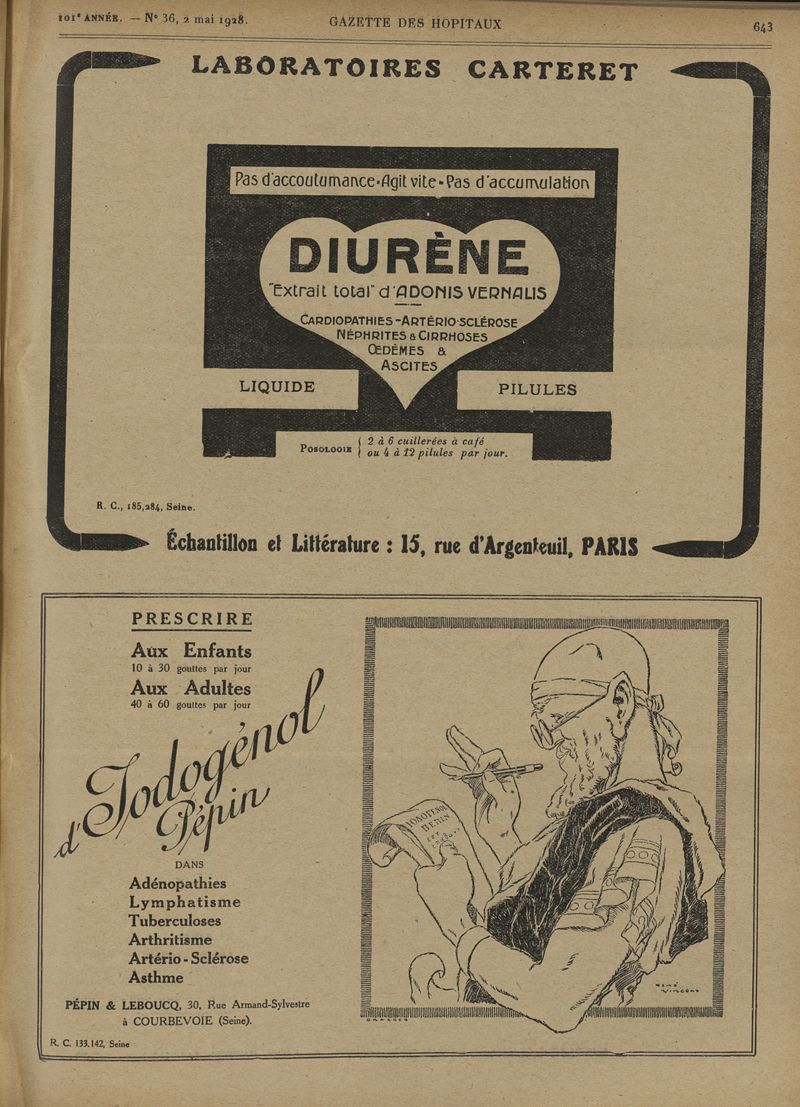 101e ANNÉE. — N° 36, 2 mai 1928.
GAZETTE DES HOPITAUX
643
LABORATOIRES CARTERET
Pas d'accoutumance•Agit vite•Pas d'accumulation
DIURÈNE
"Extrait total" d'ADONIS VERNALIS
CARDIOPATHIES-ARTÉRIO-SCLÉROSE
NÉPHRITES & CIRRHOSES
ŒDÉMES &
ASCITES
LIQUIDE
PILULES
POSOLOGIE { 2 à 6 cuillerées à café
ou 4 à 12 pilules par jour.
R. C., 185,284, Seine.
Échantillon et Littérature : 15, rue d'Argenteuil, PARIS
PRESCRIRE
Aux Enfants
10 à 30 gouttes par jour
Aux Adultes
40 à 60 gouttes par jour
d'Iodogénol
Pépin
DANS
Adénopathies
Lymphatisme
Tuberculoses
Arthritisme
Artério-Sclérose
Asthme
PÉPIN & LEBOUCQ, 30, Rue Armand-Sylvestre
à COURBEVOIE (Seine).
R. C. 133.142, Seine
PEPIN
RENÉ
VINCENT